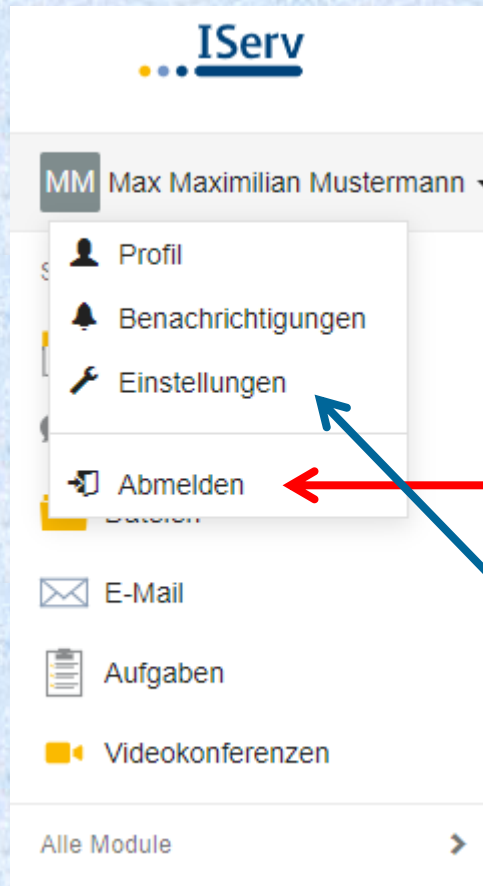 IServ
MM Max Maximilian Mustermann
Profil
Benachrichtigungen
Einstellungen
Abmelden
E-Mail
Aufgaben
Videokonferenzen
Alle Module